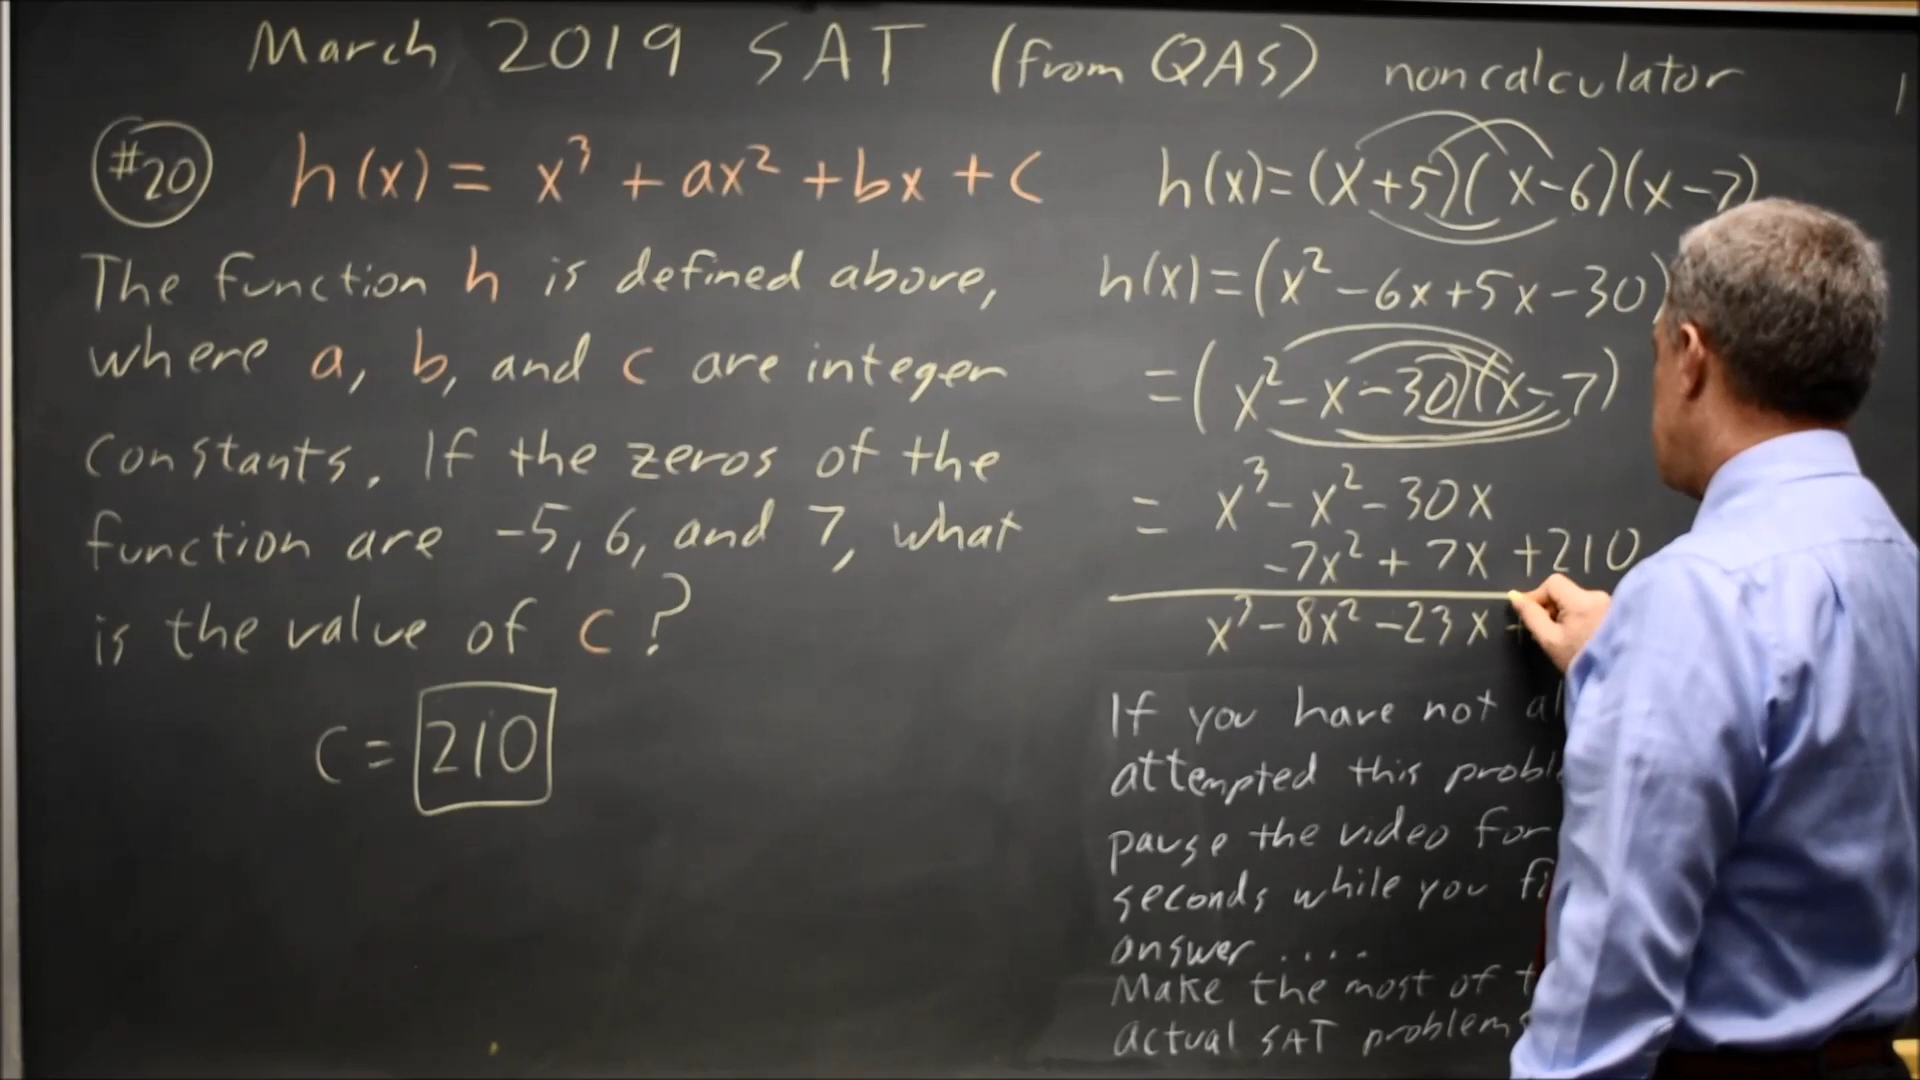 March 2019 SAT (from QAS) noncalculator
#20 h(x) = x³ + ax² + bx + c
The function h is defined above,
where a, b, and c are integer
constants. If the zeros of the
function are -5, 6, and 7, what
is the value of c?
c = 210
h(x) = (x+5)(x-6)(x-7)
h(x) = (x² - 6x + 5x - 30)
= (x² - x - 30)(x - 7)
= x³ - x² - 30x
-7x² + 7x + 210
x³ - 8x² - 23x +
If you have not
attempted this
pause the video for
seconds while you
answer ....
Make the most of
actual SAT problems